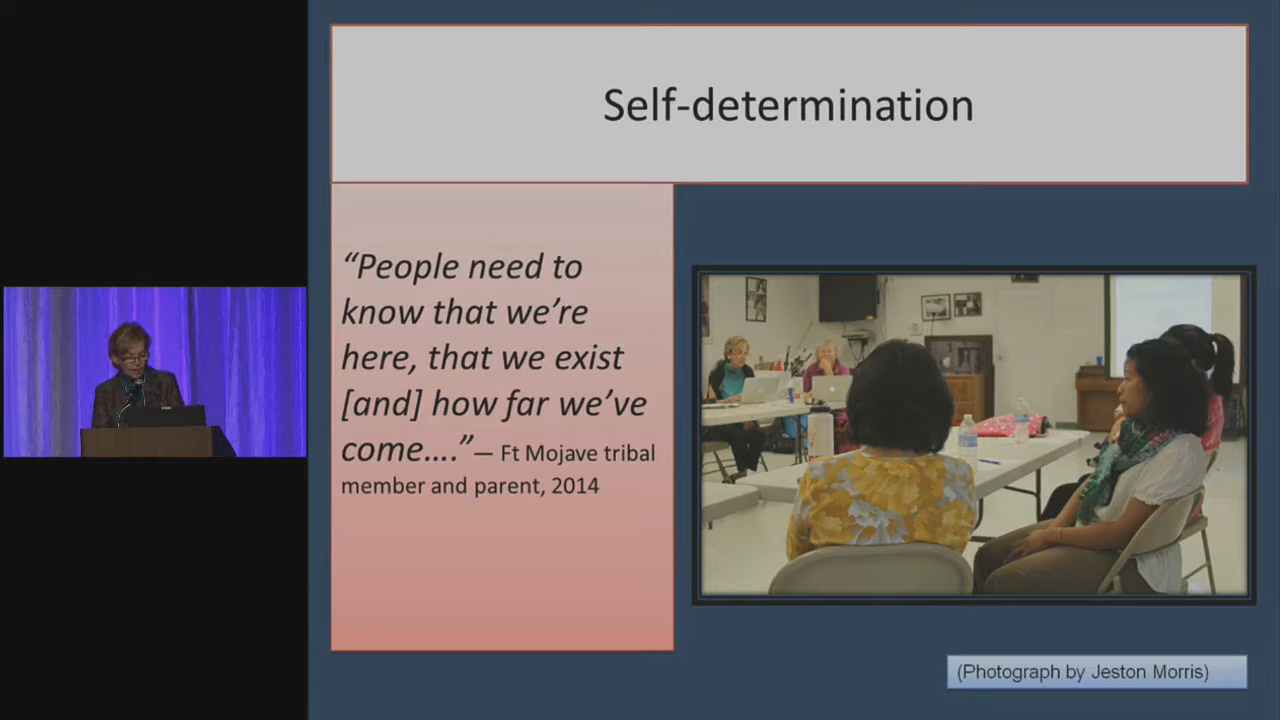 Self-determination
“People need to
know that we’re
here, that we exist
[and] how far we’ve
come….”— Ft Mojave tribal
member and parent, 2014
(Photograph by Jeston Morris)